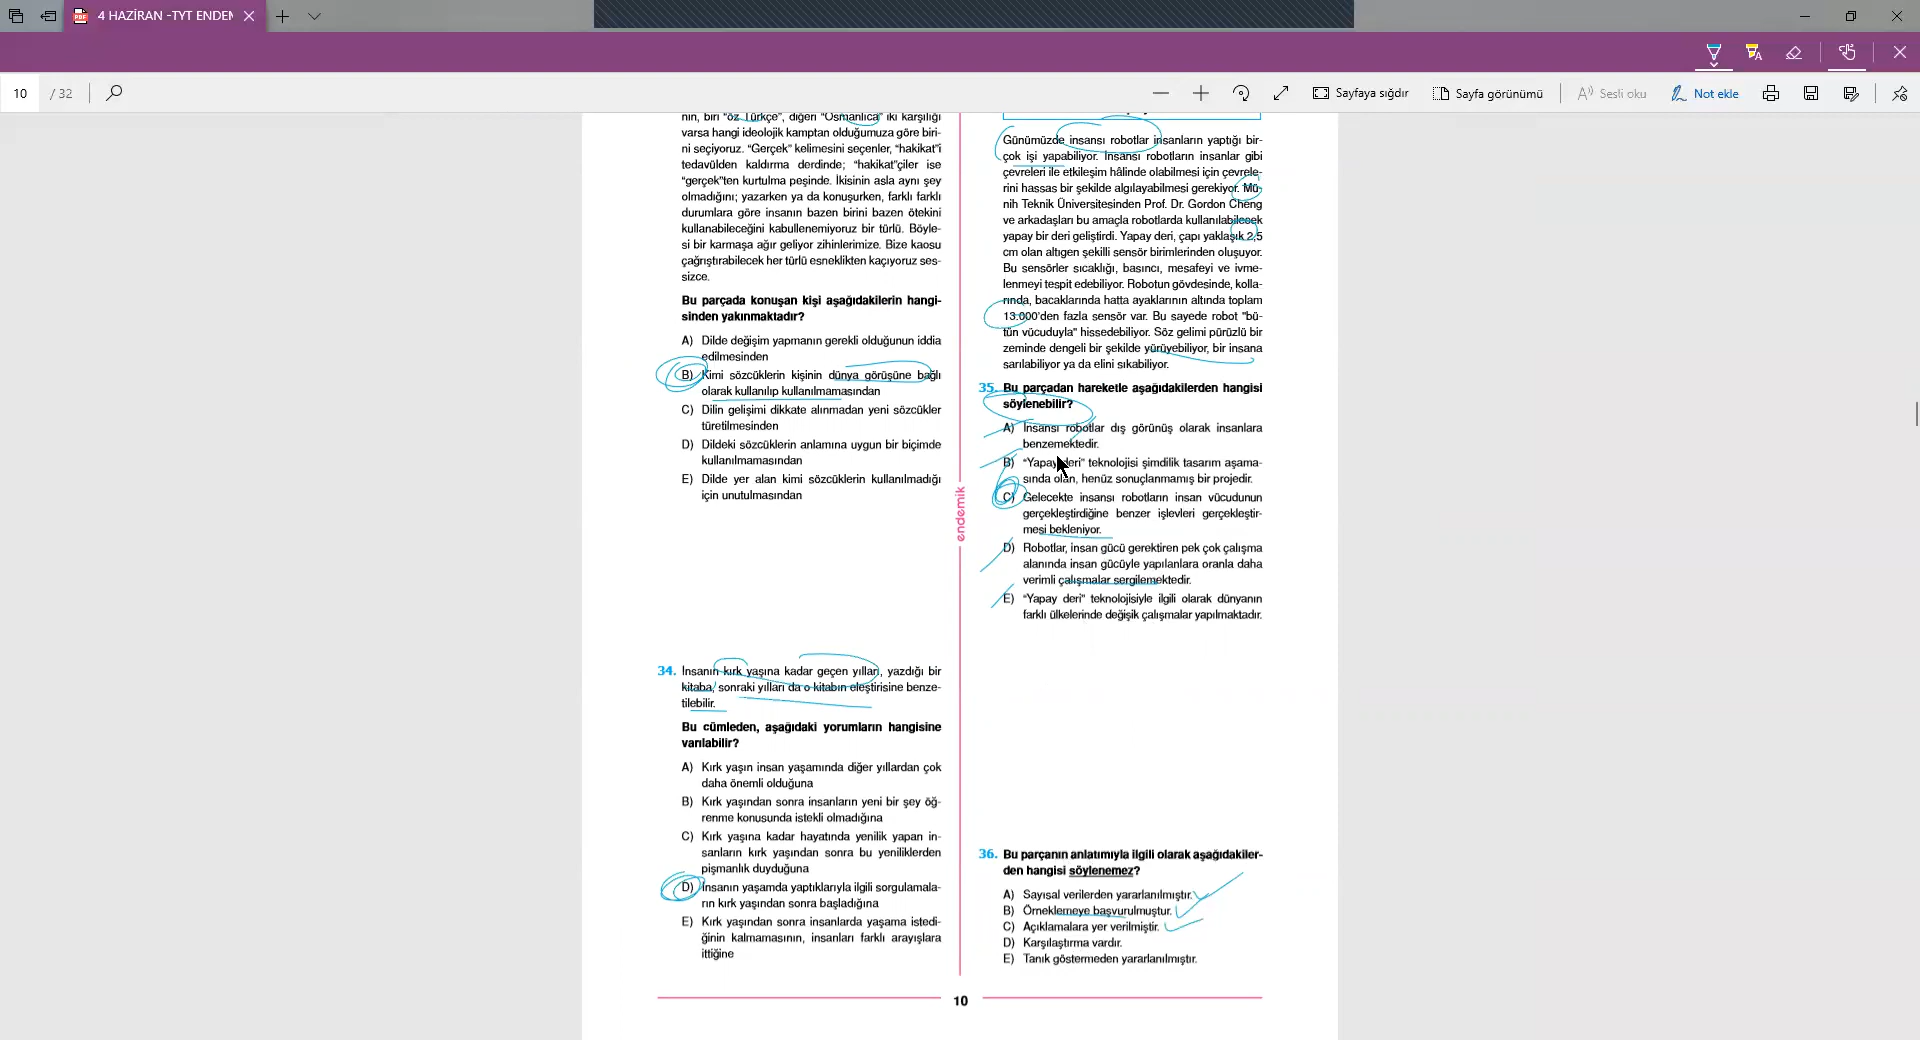 4 HAZİRAN -TYT ENDEM
10 / 32
Sayfaya sığdır
Sayfa görünümü
Sesli oku
Not ekle
nin, biri "öz Türkçe", diğeri "Osmanlıca" iki karşılığı
varsa hangi ideolojik kamptan olduğumuza göre biri-
ni seçiyoruz. "Gerçek" kelimesini seçenler, "hakikat"i
tedavülden kaldırma derdinde; "hakikat"çiler ise
"gerçek"ten kurtulma peşinde. İkisinin asla aynı şey
olmadığını; yazarken ya da konuşurken, farklı farklı
durumlara göre insanın bazen birini bazen ötekini
kullanabileceğini kabullenemiyoruz bir türlü. Böyle-
si bir karmaşa ağır geliyor zihinlerimize. Bize kaosu
çağrıştırabilecek her türlü esneklikten kaçıyoruz ses-
sizce.
Bu parçada konuşan kişi aşağıdakilerin hangi-
sinden yakınmaktadır?
A) Dilde değişim yapmanın gerekli olduğunun iddia
edilmesinden
B) Kimi sözcüklerin kişinin dünya görüşüne bağlı
olarak kullanılıp kullanılmamasından
C) Dilin gelişimi dikkate alınmadan yeni sözcükler
türetilmesinden
D) Dildeki sözcüklerin anlamına uygun bir biçimde
kullanılmamasından
E) Dilde yer alan kimi sözcüklerin kullanılmadığı
için unutulmasından
34. İnsanın kırk yaşına kadar geçen yılları, yazdığı bir
kitaba, sonraki yılları da o kitabın eleştirisine benze-
tilebilir.
Bu cümleden, aşağıdaki yorumların hangisine
varılabilir?
A) Kırk yaşın insan yaşamında diğer yıllardan çok
daha önemli olduğuna
B) Kırk yaşından sonra insanların yeni bir şey öğ-
renme konusunda istekli olmadığına
C) Kırk yaşına kadar hayatında yenilik yapan in-
sanların kırk yaşından sonra bu yeniliklerden
pişmanlık duyduğuna
D) İnsanın yaşamda yaptıklarıyla ilgili sorgulamala-
rın kırk yaşından sonra başladığına
E) Kırk yaşından sonra insanlarda yaşama istedi-
ğinin kalmamasının, insanları farklı arayışlara
ittiğine
endemik
Günümüzde insansı robotlar insanların yaptığı bir-
çok işi yapabiliyor. İnsansı robotların insanlar gibi
çevreleri ile etkileşim hâlinde olabilmesi için çevrele-
rini hassas bir şekilde algılayabilmesi gerekiyor. Mü-
nih Teknik Üniversitesinden Prof. Dr. Gordon Cheng
ve arkadaşları bu amaçla robotlarda kullanılabilecek
yapay bir deri geliştirdi. Yapay deri, çapı yaklaşık 2,5
cm olan altıgen şekilli sensör birimlerinden oluşuyor.
Bu sensörler sıcaklığı, basıncı, mesafeyi ve ivme-
lenmeyi tespit edebiliyor. Robotun gövdesinde, kolla-
rında, bacaklarında hatta ayaklarının altında toplam
13.000'den fazla sensör var. Bu sayede robot "bü-
tün vücuduyla" hissedebiliyor. Söz gelimi pürüzlü bir
zeminde dengeli bir şekilde yürüyebiliyor, bir insana
sarılabiliyor ya da elini sıkabiliyor.
35. Bu parçadan hareketle aşağıdakilerden hangisi
söylenebilir?
A) İnsansı robotlar dış görünüş olarak insanlara
benzemektedir.
B) "Yapay deri" teknolojisi şimdilik tasarım aşama-
sında olan, henüz sonuçlanmamış bir projedir.
C) Gelecekte insansı robotların insan vücudunun
gerçekleştirdiğine benzer işlevleri gerçekleştir-
mesi bekleniyor.
D) Robotlar, insan gücü gerektiren pek çok çalışma
alanında insan gücüyle yapılanlara oranla daha
verimli çalışmalar sergilemektedir.
E) "Yapay deri" teknolojisiyle ilgili olarak dünyanın
farklı ülkelerinde değişik çalışmalar yapılmaktadır.
36. Bu parçanın anlatımıyla ilgili olarak aşağıdakiler-
den hangisi söylenemez?
A) Sayısal verilerden yararlanılmıştır.
B) Örneklemeye başvurulmuştur.
C) Açıklamalara yer verilmiştir.
D) Karşılaştırma vardır.
E) Tanık göstermeden yararlanılmıştır.
10